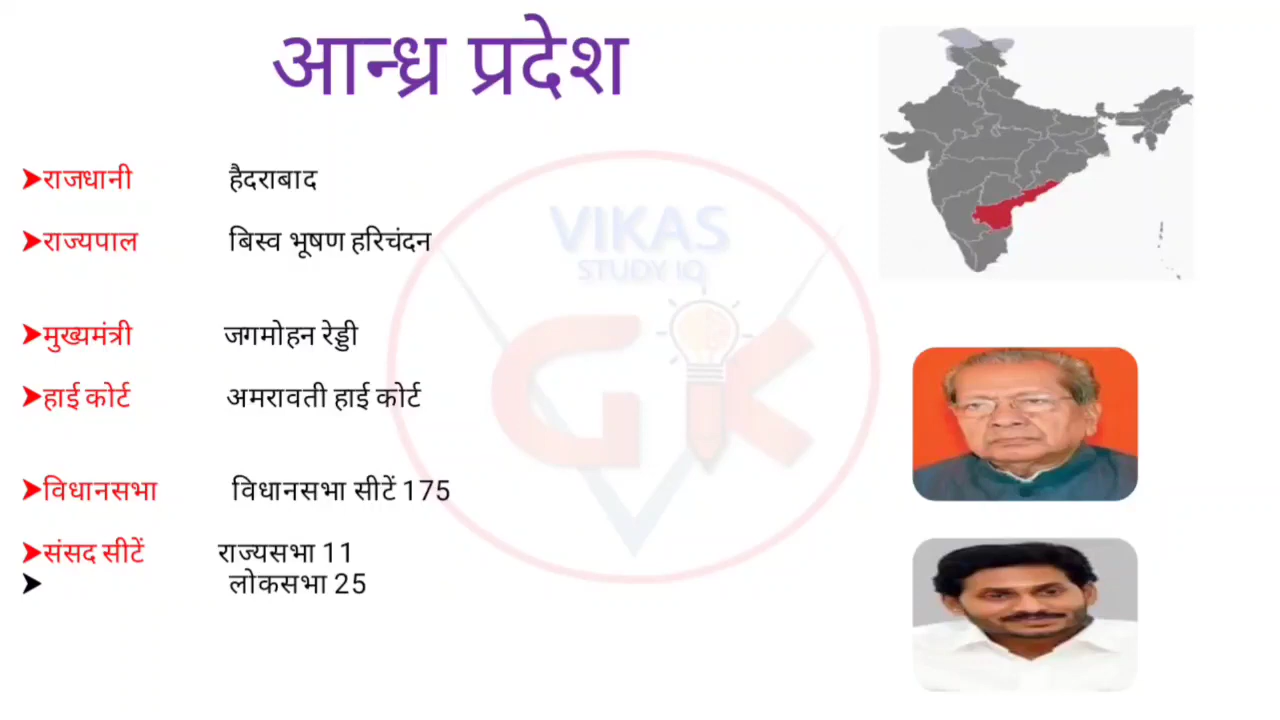 आन्ध्र प्रदेश
➤राजधानी हैदराबाद
➤राज्यपाल बिस्व भूषण हरिचंदन
➤मुख्यमंत्री जगमोहन रेड्डी
➤हाई कोर्ट अमरावती हाई कोर्ट
➤विधानसभा विधानसभा सीटें 175
➤संसद सीटें राज्यसभा 11
➤ लोकसभा 25
VIKAS
STUDY IQ
GK